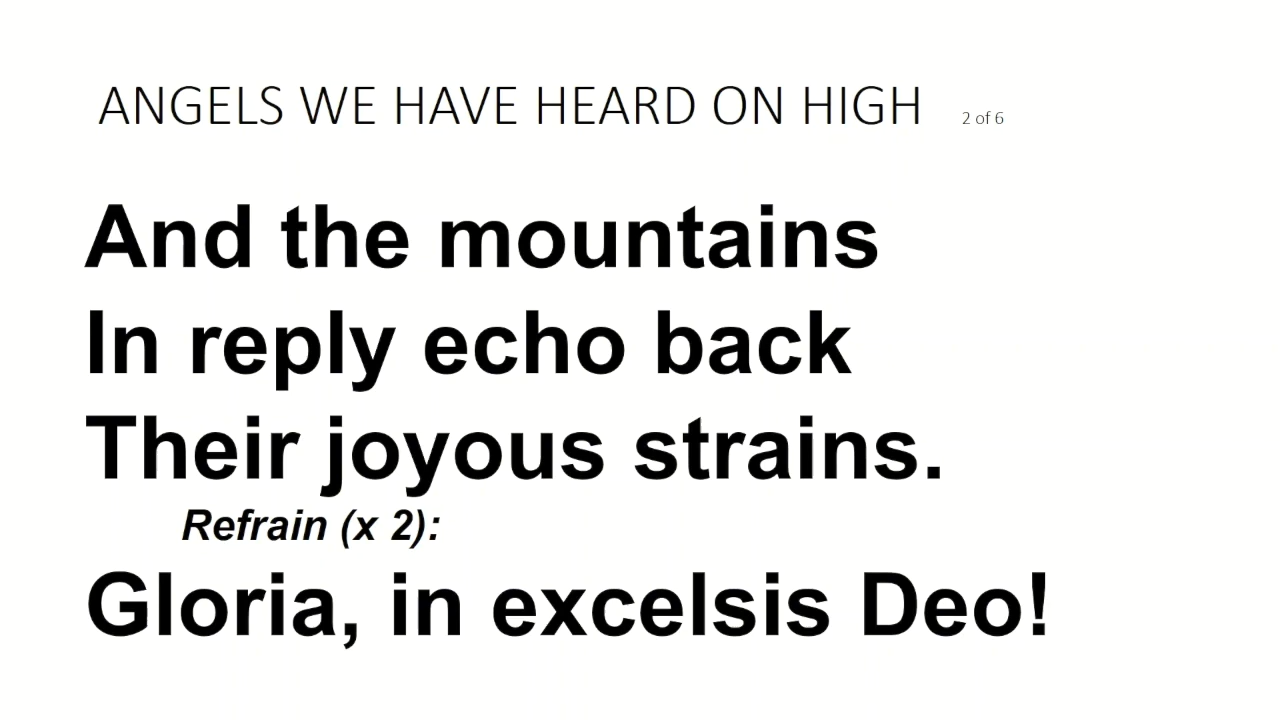 ANGELS WE HAVE HEARD ON HIGH 2 of 6
And the mountains
In reply echo back
Their joyous strains.
Refrain (x 2):
Gloria, in excelsis Deo!